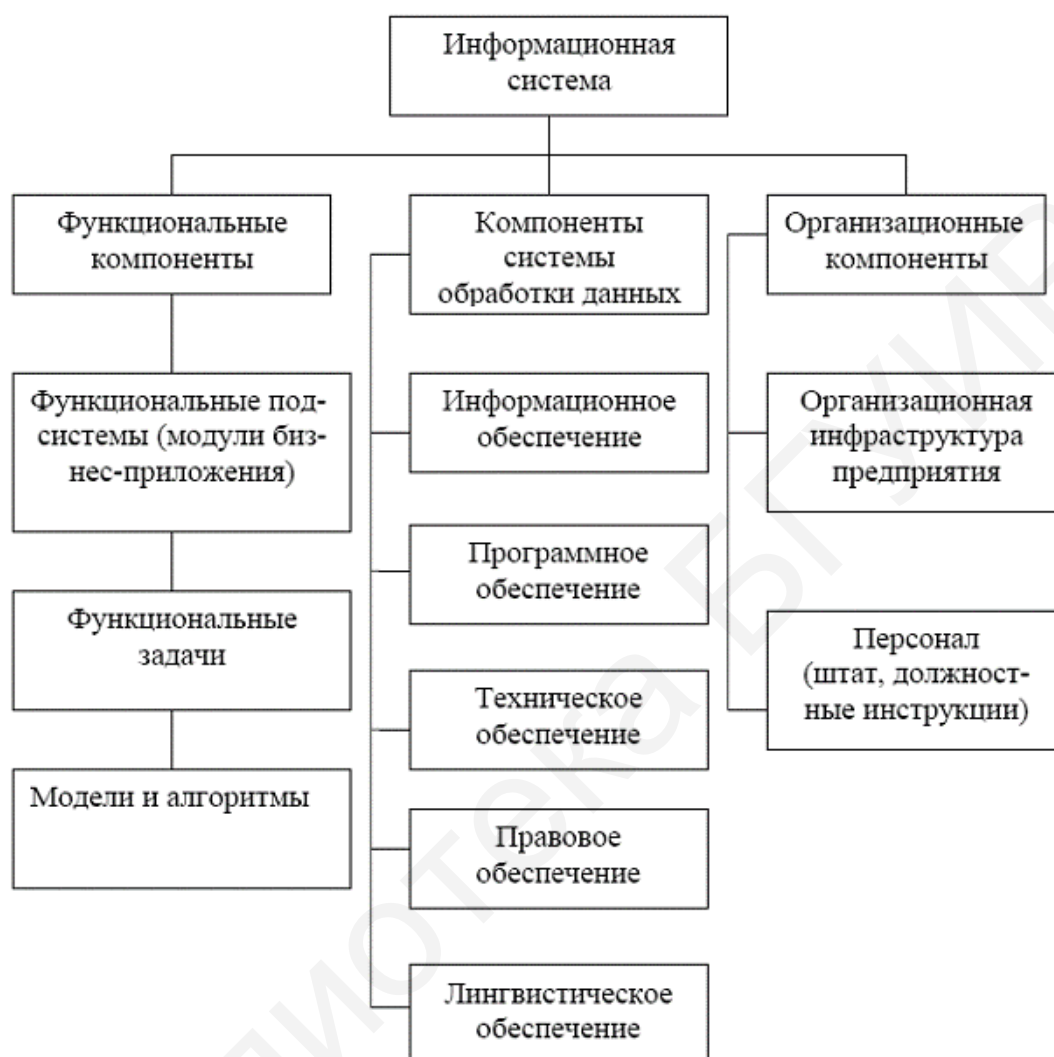 Информационная
система
Функциональные
компоненты
Функциональные под-
системы (модули биз-
нес-приложения)
Функциональные
задачи
Модели и алгоритмы
Компоненты
системы
обработки данных
Информационное
обеспечение
Программное
обеспечение
Техническое
обеспечение
Правовое
обеспечение
Лингвистическое
обеспечение
Организационные
компоненты
Организационная
инфраструктура
предприятия
Персонал
(штат, должност-
ные инструкции)